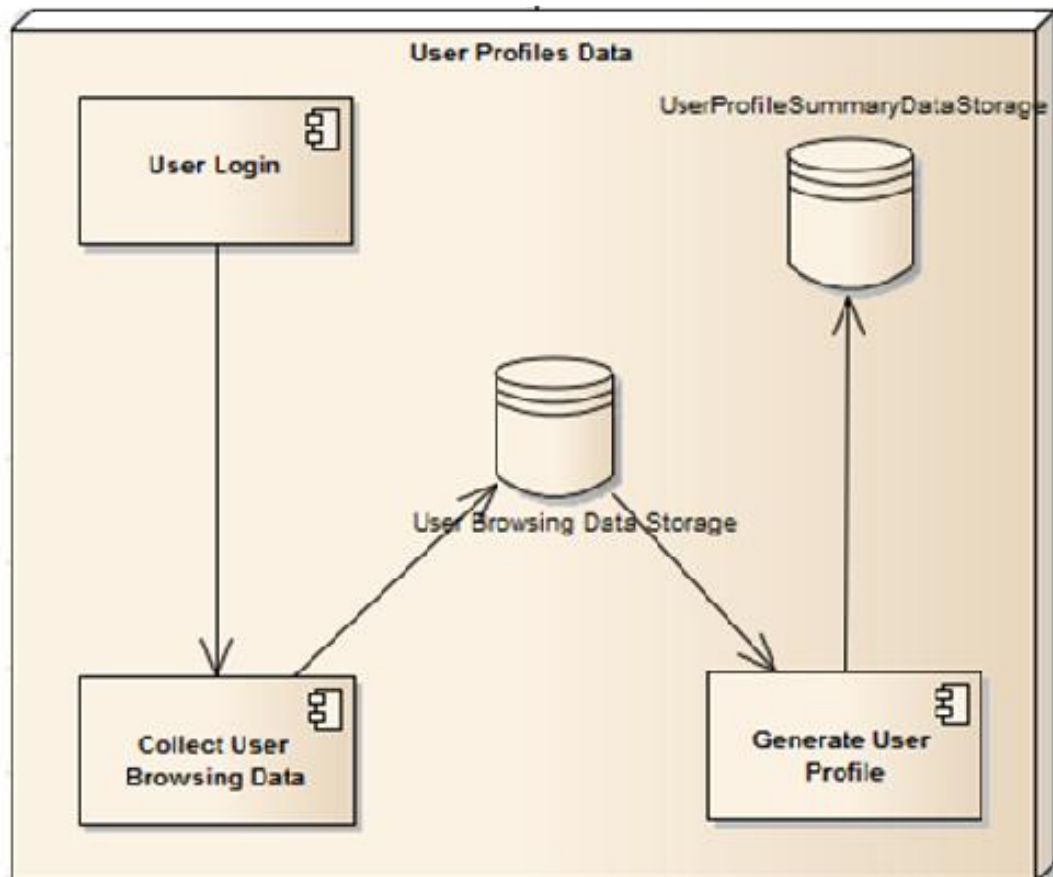 User Profiles Data
UserProfileSummaryDataStorage
User Login
User Browsing Data Storage
Collect User
Browsing Data
Generate User
Profile